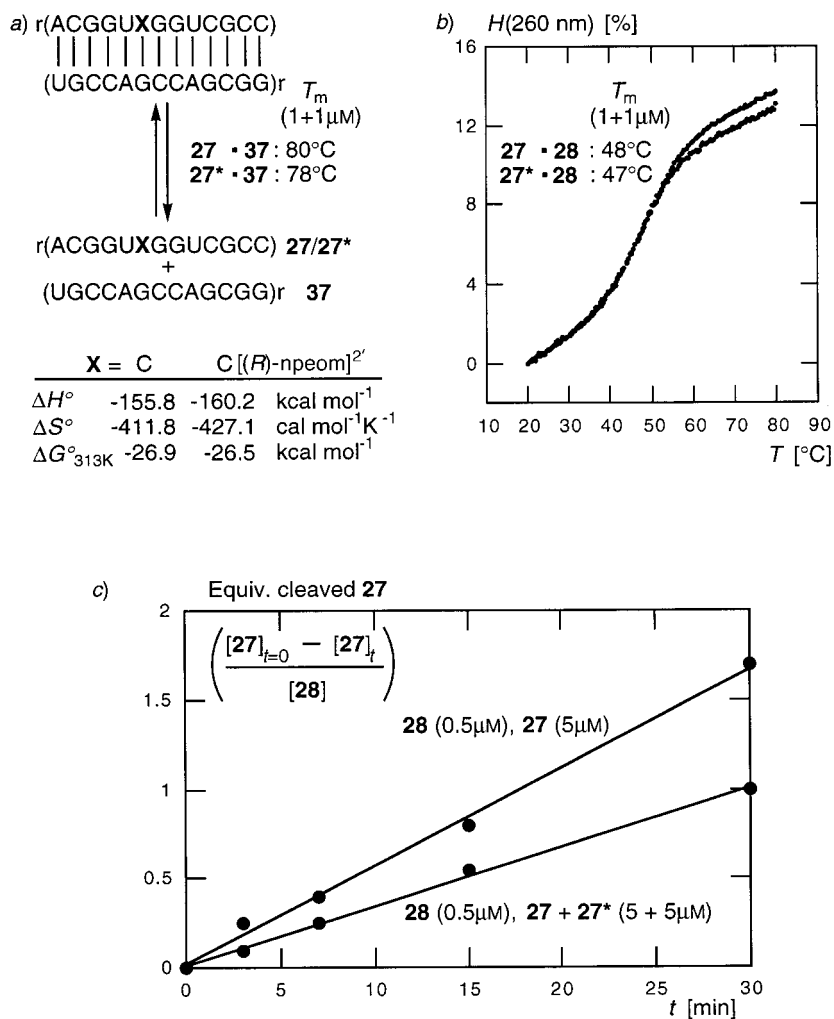 a)
r(ACGGUXGGUCGCC)
(UGCCAGCCAGCGG)r
Tm
(1+1μM)
27 · 37 : 80°C
27* · 37 : 78°C
r(ACGGUXGGUCGCC) 27/27*
+
(UGCCAGCCAGCGG)r 37
X = C C [(R)-npeom]2'
ΔH° -155.8 -160.2 kcal mol-1
ΔS° -411.8 -427.1 cal mol-1K-1
ΔG°313K -26.9 -26.5 kcal mol-1
b) H(260 nm) [%]
16
12
8
4
0
Tm
(1+1μM)
27 · 28 : 48°C
27* · 28 : 47°C
10 20 30 40 50 60 70 80 90
T [°C]
c) Equiv. cleaved 27
2
1.5
1
0.5
0
([27]t=0 − [27]t
[28])
28 (0.5μM), 27 (5μM)
28 (0.5μM), 27 + 27* (5 + 5μM)
0 5 10 15 20 25 30
t [min]